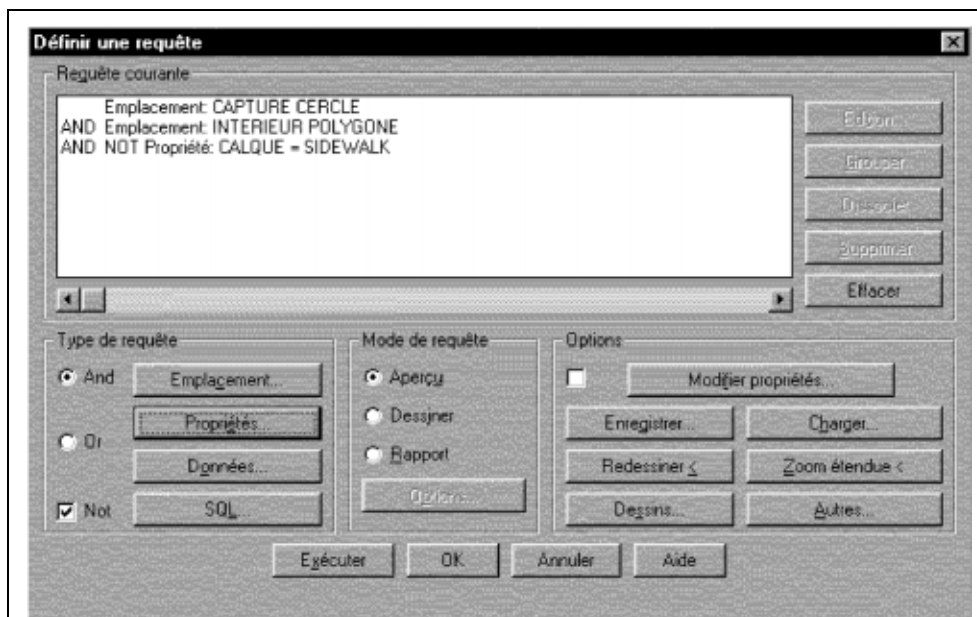 Définir une requête
Requête courante
Emplacement: CAPTURE CERCLE
AND Emplacement: INTERIEUR POLYGONE
AND NOT Propriété: CALQUE = SIDEWALK
Edition...
Grouper
Dissocier
Supprimer
Effacer
Type de requête
And
Or
Not
Emplacement...
Propriétés...
Données...
SQL...
Mode de requête
Aperçu
Dessiner
Rapport
Options...
Options
Modifier propriétés...
Enregistrer...
Charger...
Redessiner <
Zoom étendue <
Dessins...
Autres...
Exécuter
OK
Annuler
Aide